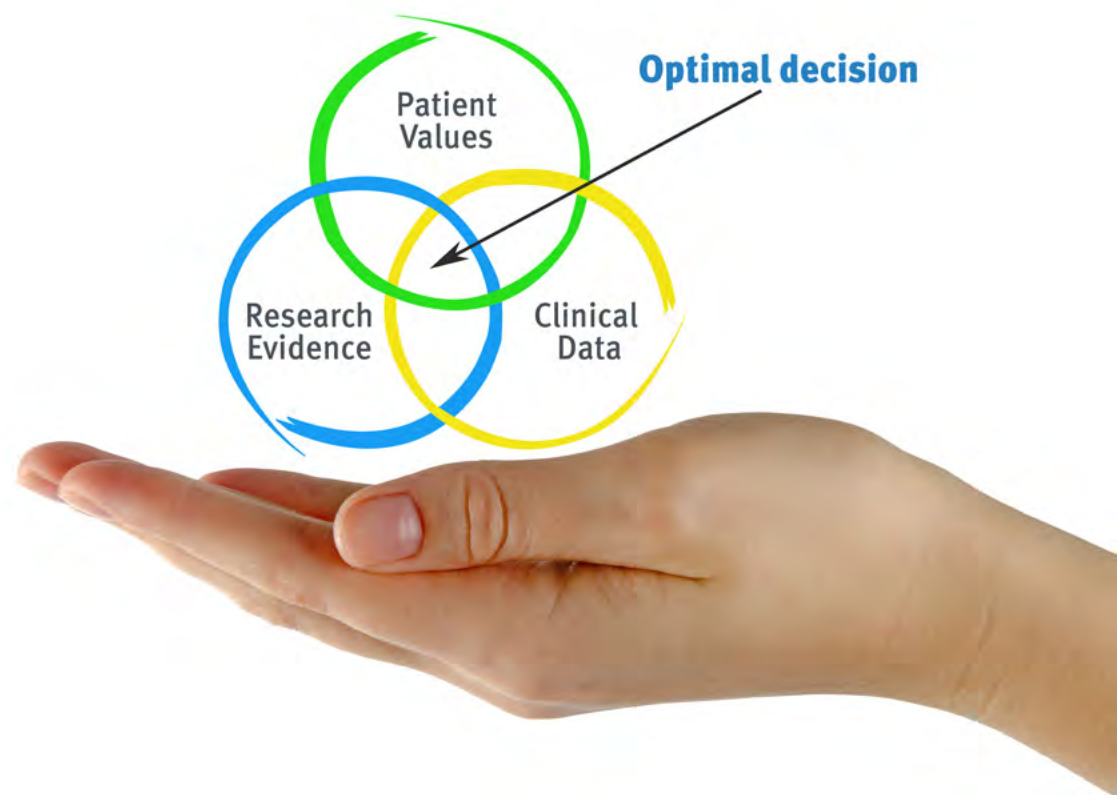 Optimal decision
Patient
Values
Research
Evidence
Clinical
Data